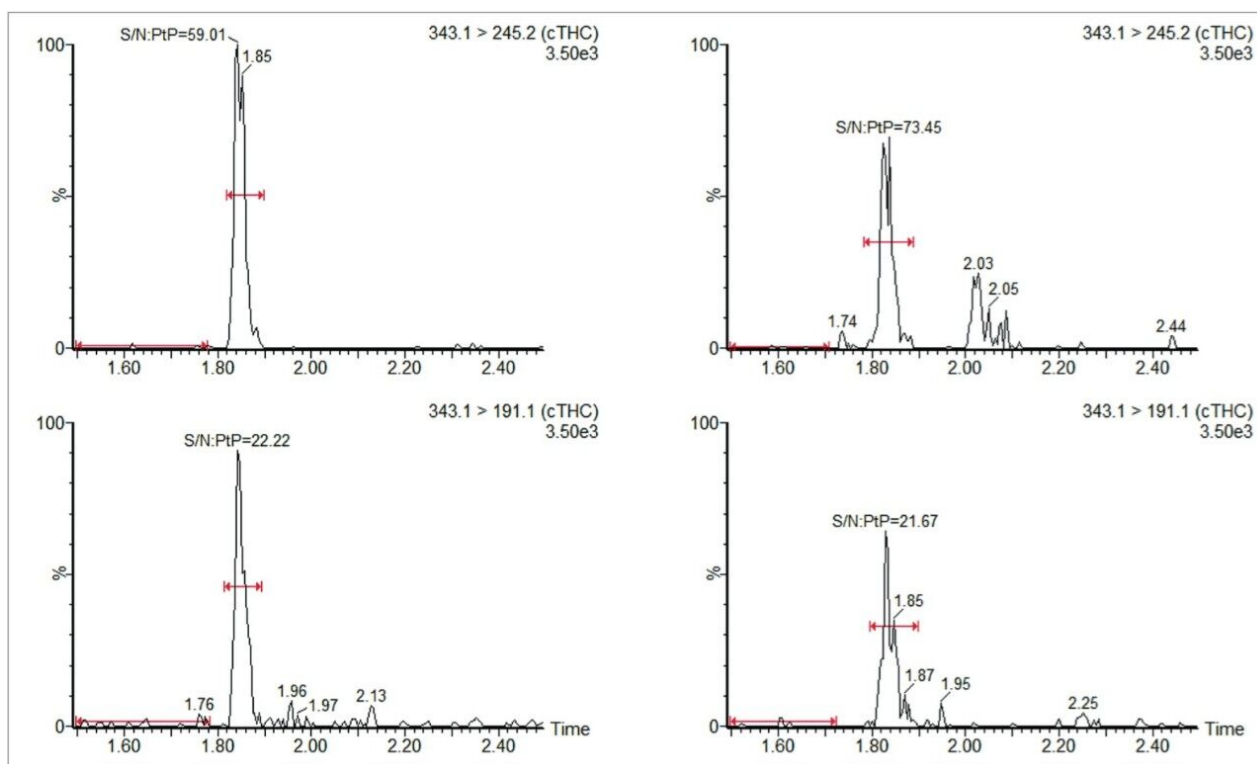 343.1 > 245.2 (cTHC)
3.50e3
S/N:PtP=59.01
1.85
100
%
0
1.60 1.80 2.00 2.20 2.40
343.1 > 245.2 (cTHC)
3.50e3
S/N:PtP=73.45
100
%
0
1.74
2.03
2.05
2.44
1.60 1.80 2.00 2.20 2.40
343.1 > 191.1 (cTHC)
3.50e3
S/N:PtP=22.22
100
%
0
1.76
1.96
1.97
2.13
Time
1.60 1.80 2.00 2.20 2.40
343.1 > 191.1 (cTHC)
3.50e3
S/N:PtP=21.67
100
%
0
1.85
1.87
1.95
2.25
Time
1.60 1.80 2.00 2.20 2.40